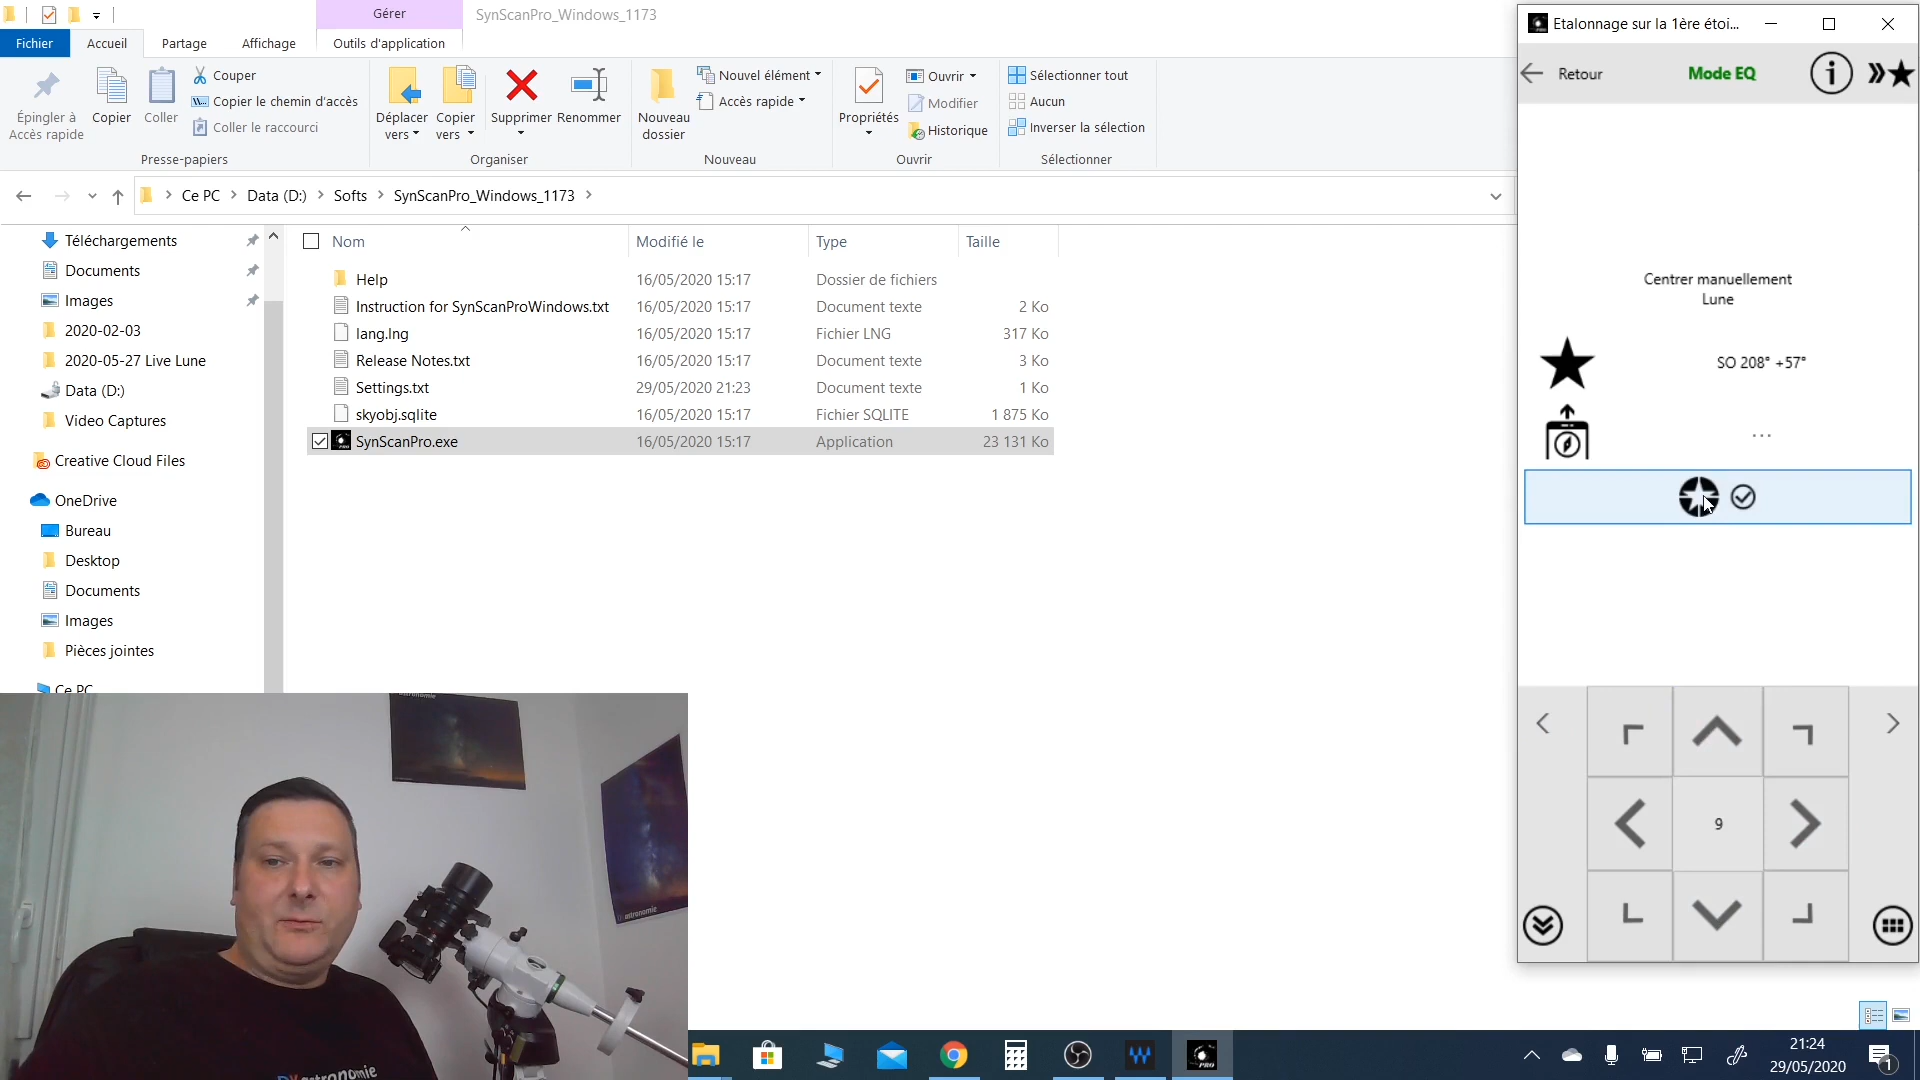 Gérer
SynScanPro_Windows_1173
Fichier
Accueil
Partage
Affichage
Outils d'application
Épingler à
Accès rapide
Copier
Coller
Couper
Copier le chemin d'accès
Coller le raccourci
Presse-papiers
Déplacer
vers
Copier
vers
Supprimer
Renommer
Organiser
Nouveau
dossier
Nouvel élément
Accès rapide
Nouveau
Propriétés
Ouvrir
Modifier
Historique
Ouvrir
Sélectionner tout
Aucun
Inverser la sélection
Sélectionner
Ce PC
Data (D:)
Softs
SynScanPro_Windows_1173
Téléchargements
Documents
Images
2020-02-03
2020-05-27 Live Lune
Data (D:)
Video Captures
Creative Cloud Files
OneDrive
Bureau
Desktop
Documents
Images
Pièces jointes
Ce PC
Nom Modifié le Type Taille
Help 16/05/2020 15:17 Dossier de fichiers
Instruction for SynScanProWindows.txt 16/05/2020 15:17 Document texte 2 Ko
lang.lng 16/05/2020 15:17 Fichier LNG 317 Ko
Release Notes.txt 16/05/2020 15:17 Document texte 3 Ko
Settings.txt 29/05/2020 21:23 Document texte 1 Ko
skyobj.sqlite 16/05/2020 15:17 Fichier SQLITE 1 875 Ko
SynScanPro.exe 16/05/2020 15:17 Application 23 131 Ko
Etalonnage sur la 1ère étoi...
Retour
Mode EQ
Centrer manuellement
Lune
SO 208° +57°
...
9
astronomie
astronomie
astronomie
PRO
21:24
29/05/2020
1